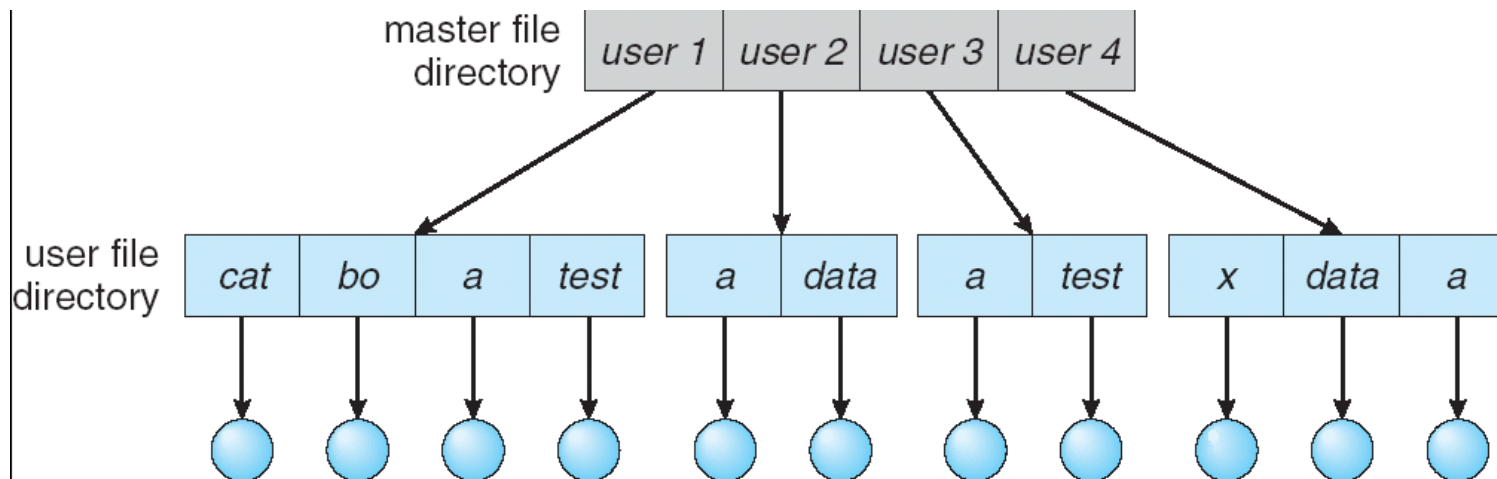 master file
directory
user 1 user 2 user 3 user 4
user file
directory
cat bo a test a data a test x data a